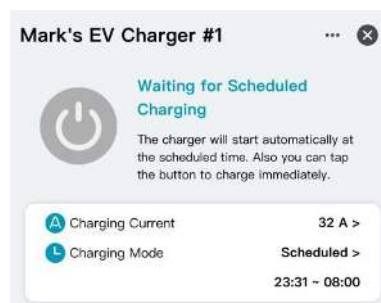 Mark's EV Charger #1
Waiting for Scheduled
Charging
The charger will start automatically at
the scheduled time. Also you can tap
the button to charge immediately.
A Charging Current 32 A >
Charging Mode Scheduled >
23:31 ~ 08:00